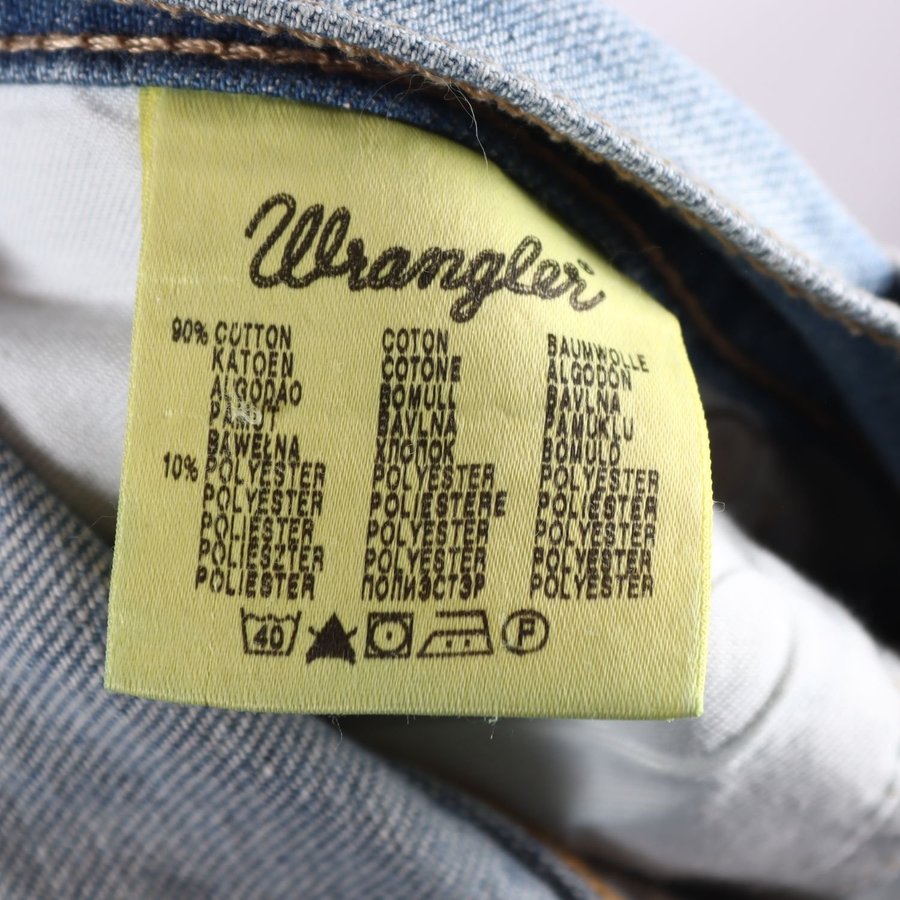 Wrangler
90% COTTON
KATOEN
ALGODAO
BAWEŁNA
10% POLYESTER
POLYESTER
POLIESTER
POLIESZTER
POLIESTER
COTON
COTONE
BOMULL
BAVLNA
ХЛОПОК
POLYESTER
POLIESTERE
POLYESTER
POLYESTER
ПОЛИЭСТЭР
BAUMWOLLE
ALGODON
BAVLNA
PAMUKLU
BOMULD
POLYESTER
POLIESTER
POLYESTER
POLYESTER
POLYESTER
40 P